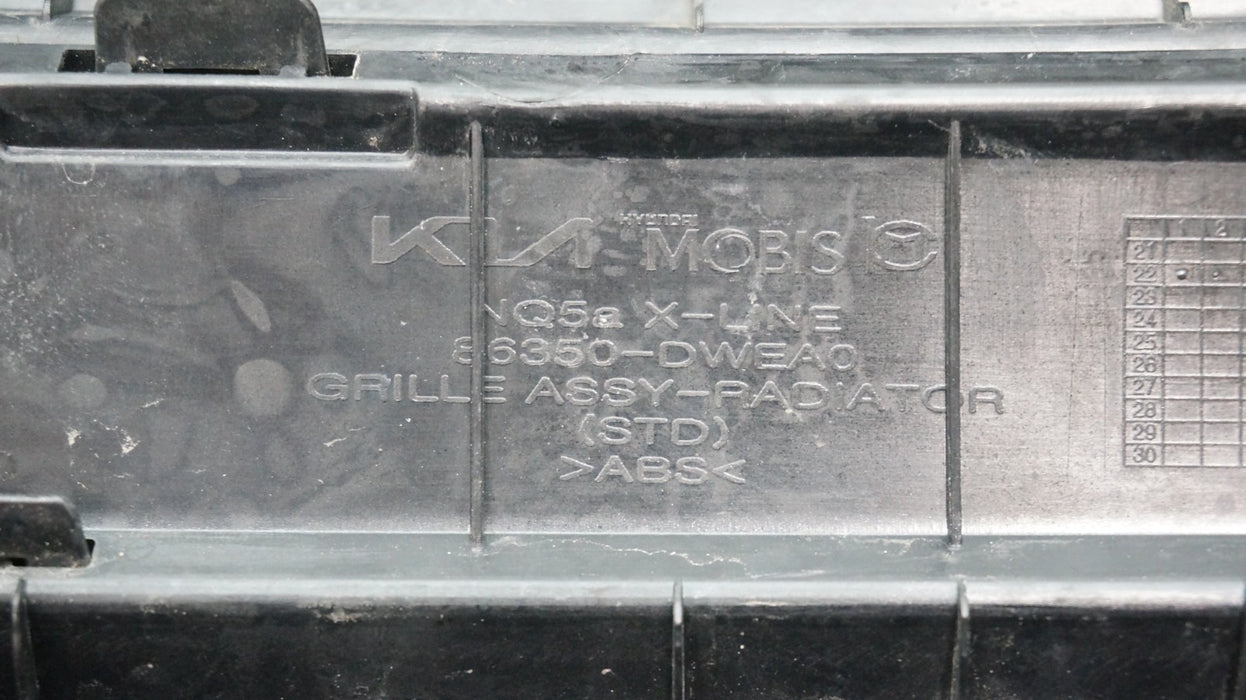 KIA HYUNDAI MOBIS
NQ5a X-LINE
86350-DWEA0
GRILLE ASSY-RADIATOR
(STD)
>ABS<
1 2
21
22
23
24
25
26
27
28
29
30